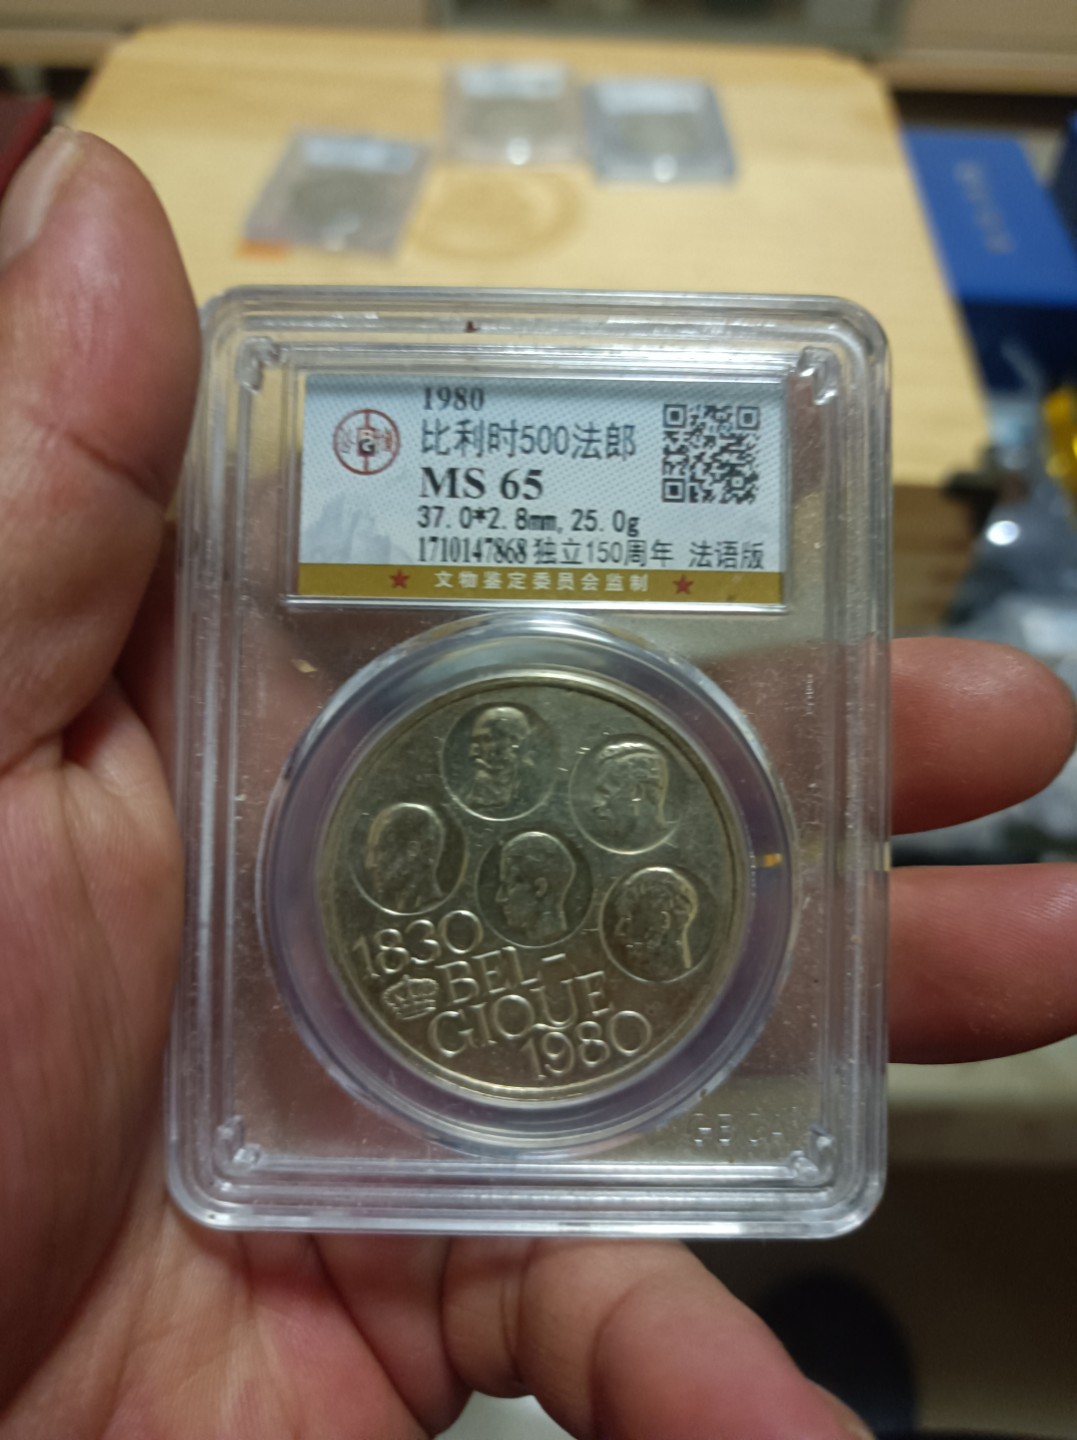 1980
比利时500法郎
MS 65
37.0*2.8mm, 25.0g
1710147868 独立150周年 法语版
★ 文物鉴定委员会监制 ★
1830
BEL-
GIQUE
1980